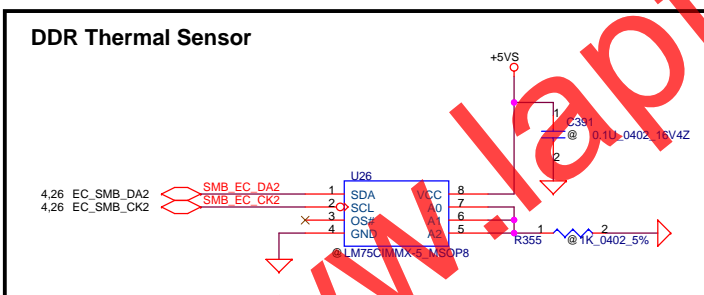 DDR Thermal Sensor
+5VS
1
C391
@ 0.1U_0402_16V4Z
2
U26
4,26 EC_SMB_DA2 SMB_EC_DA2 1 SDA VCC 8
4,26 EC_SMB_CK2 SMB_EC_CK2 2 SCL A0 7
3 OS# A1 6
4 GND A2 5
R355 1 2
@1K_0402_5%
@LM75CIMMX-5_MSOP8
w.lap